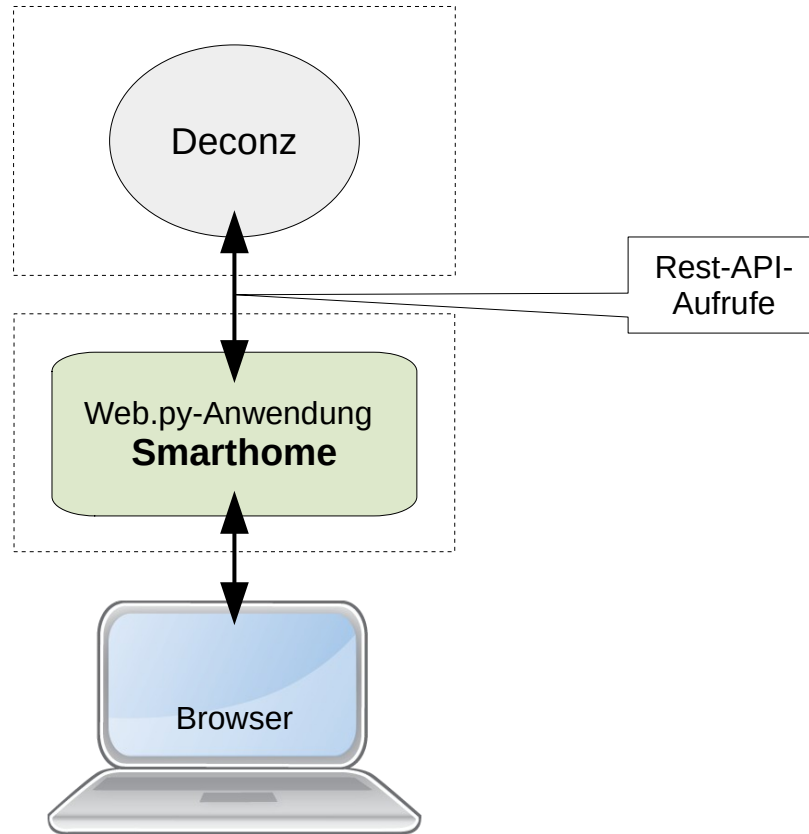 Deconz
Rest-API-
Aufrufe
Web.py-Anwendung
Smarthome
Browser